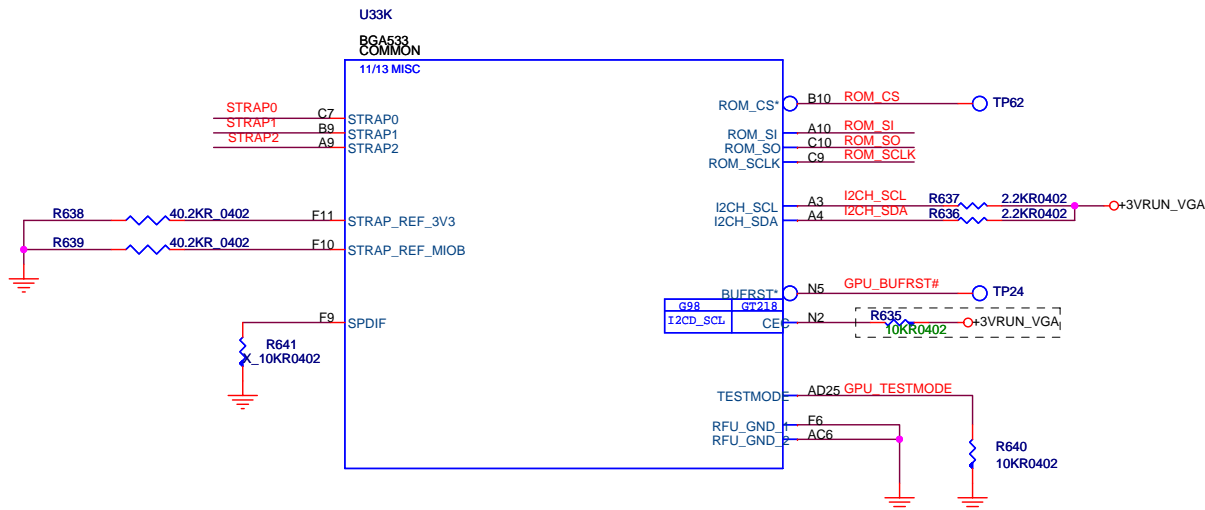 U33K
BGA533
COMMON
11/13 MISC
STRAP0 C7 STRAP0
STRAP1 B9 STRAP1
STRAP2 A9 STRAP2
ROM_CS* B10 ROM_CS TP62
ROM_SI A10 ROM_SI
ROM_SO C10 ROM_SO
ROM_SCLK C9 ROM_SCLK
I2CH_SCL A3 I2CH_SCL R637 2.2KR0402
I2CH_SDA A4 I2CH_SDA R636 2.2KR0402
+3VRUN_VGA
R638 40.2KR_0402 F11 STRAP_REF_3V3
R639 40.2KR_0402 F10 STRAP_REF_MIOB
BUFRST* N5 GPU_BUFRST# TP24
G98 GT218
I2CD_SCL CEC N2 R635 +3VRUN_VGA
10KR0402
F9 SPDIF
R641
X_10KR0402
TESTMODE AD25 GPU_TESTMODE
RFU_GND_1 F6
RFU_GND_2 AC6
R640
10KR0402